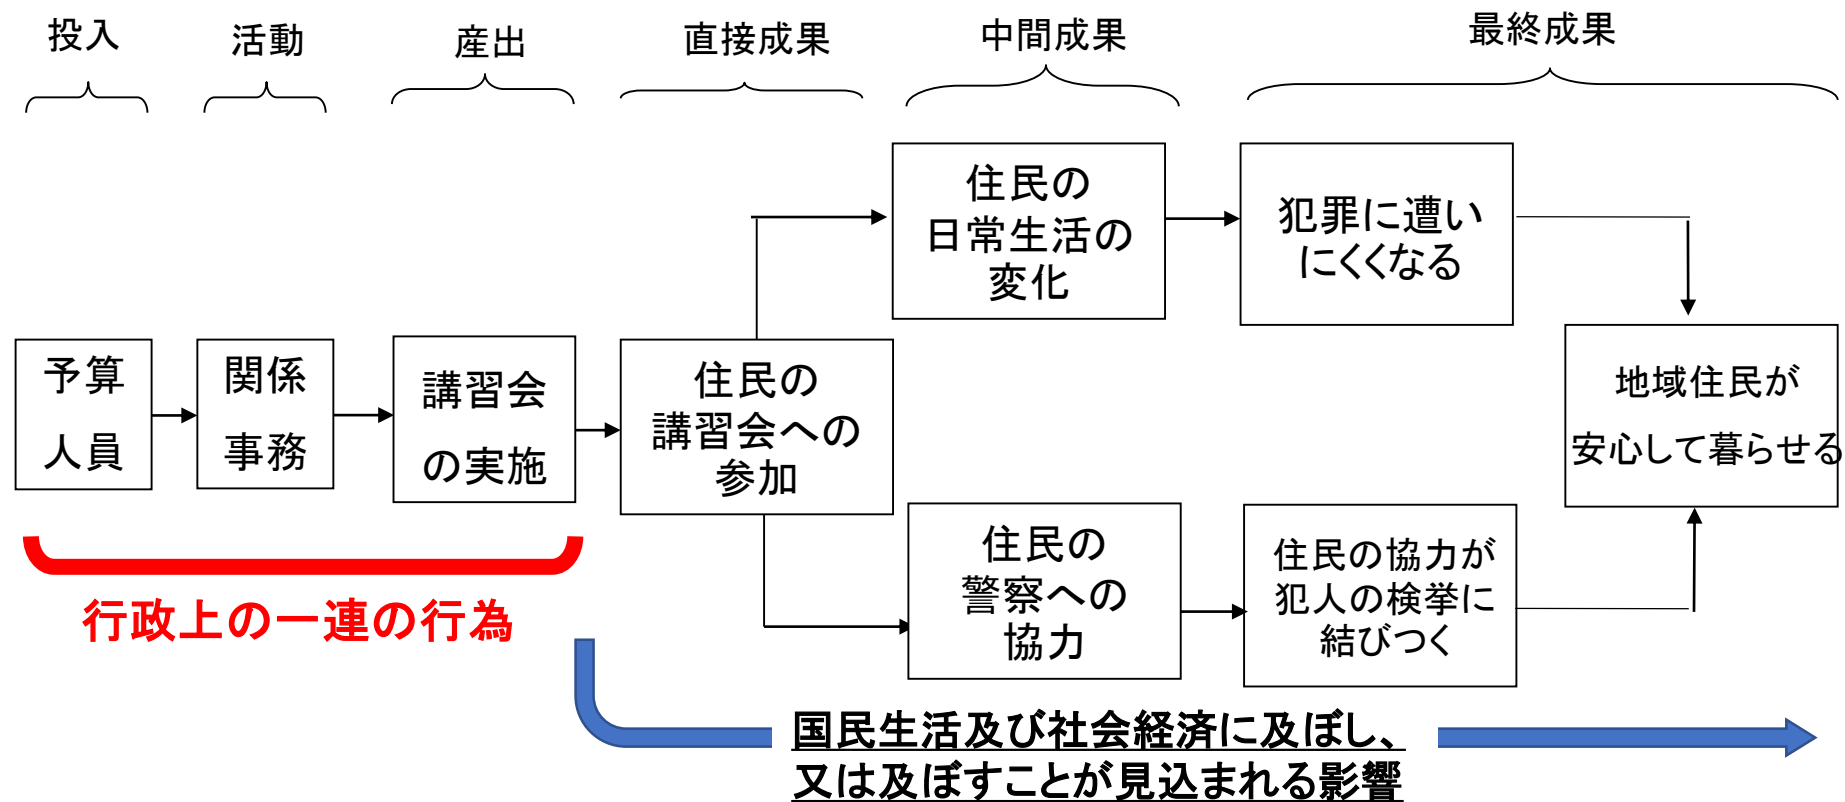 投入
活動
産出
直接成果
中間成果
最終成果
予算
人員
関係
事務
講習会
の実施
住民の
講習会への
参加
住民の
日常生活の
変化
犯罪に遭い
にくくなる
住民の
警察への
協力
住民の協力が
犯人の検挙に
結びつく
地域住民が
安心して暮らせる
行政上の一連の行為
国民生活及び社会経済に及ぼし、
又は及ぼすことが見込まれる影響